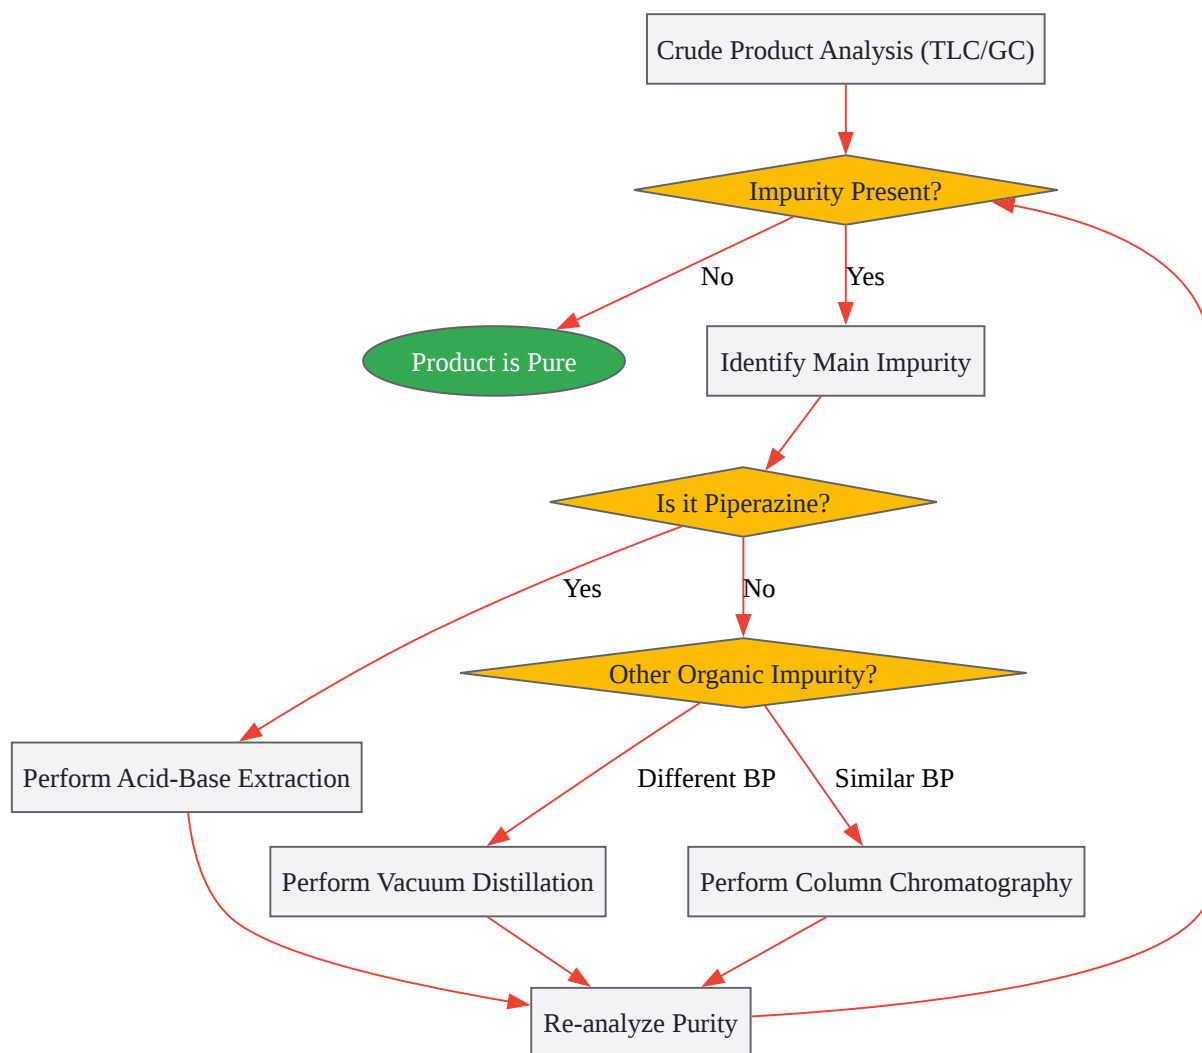 Crude Product Analysis (TLC/GC)
Impurity Present?
No
Yes
Product is Pure
Identify Main Impurity
Is it Piperazine?
Yes
No
Other Organic Impurity?
Perform Acid-Base Extraction
Different BP
Similar BP
Perform Vacuum Distillation
Perform Column Chromatography
Re-analyze Purity